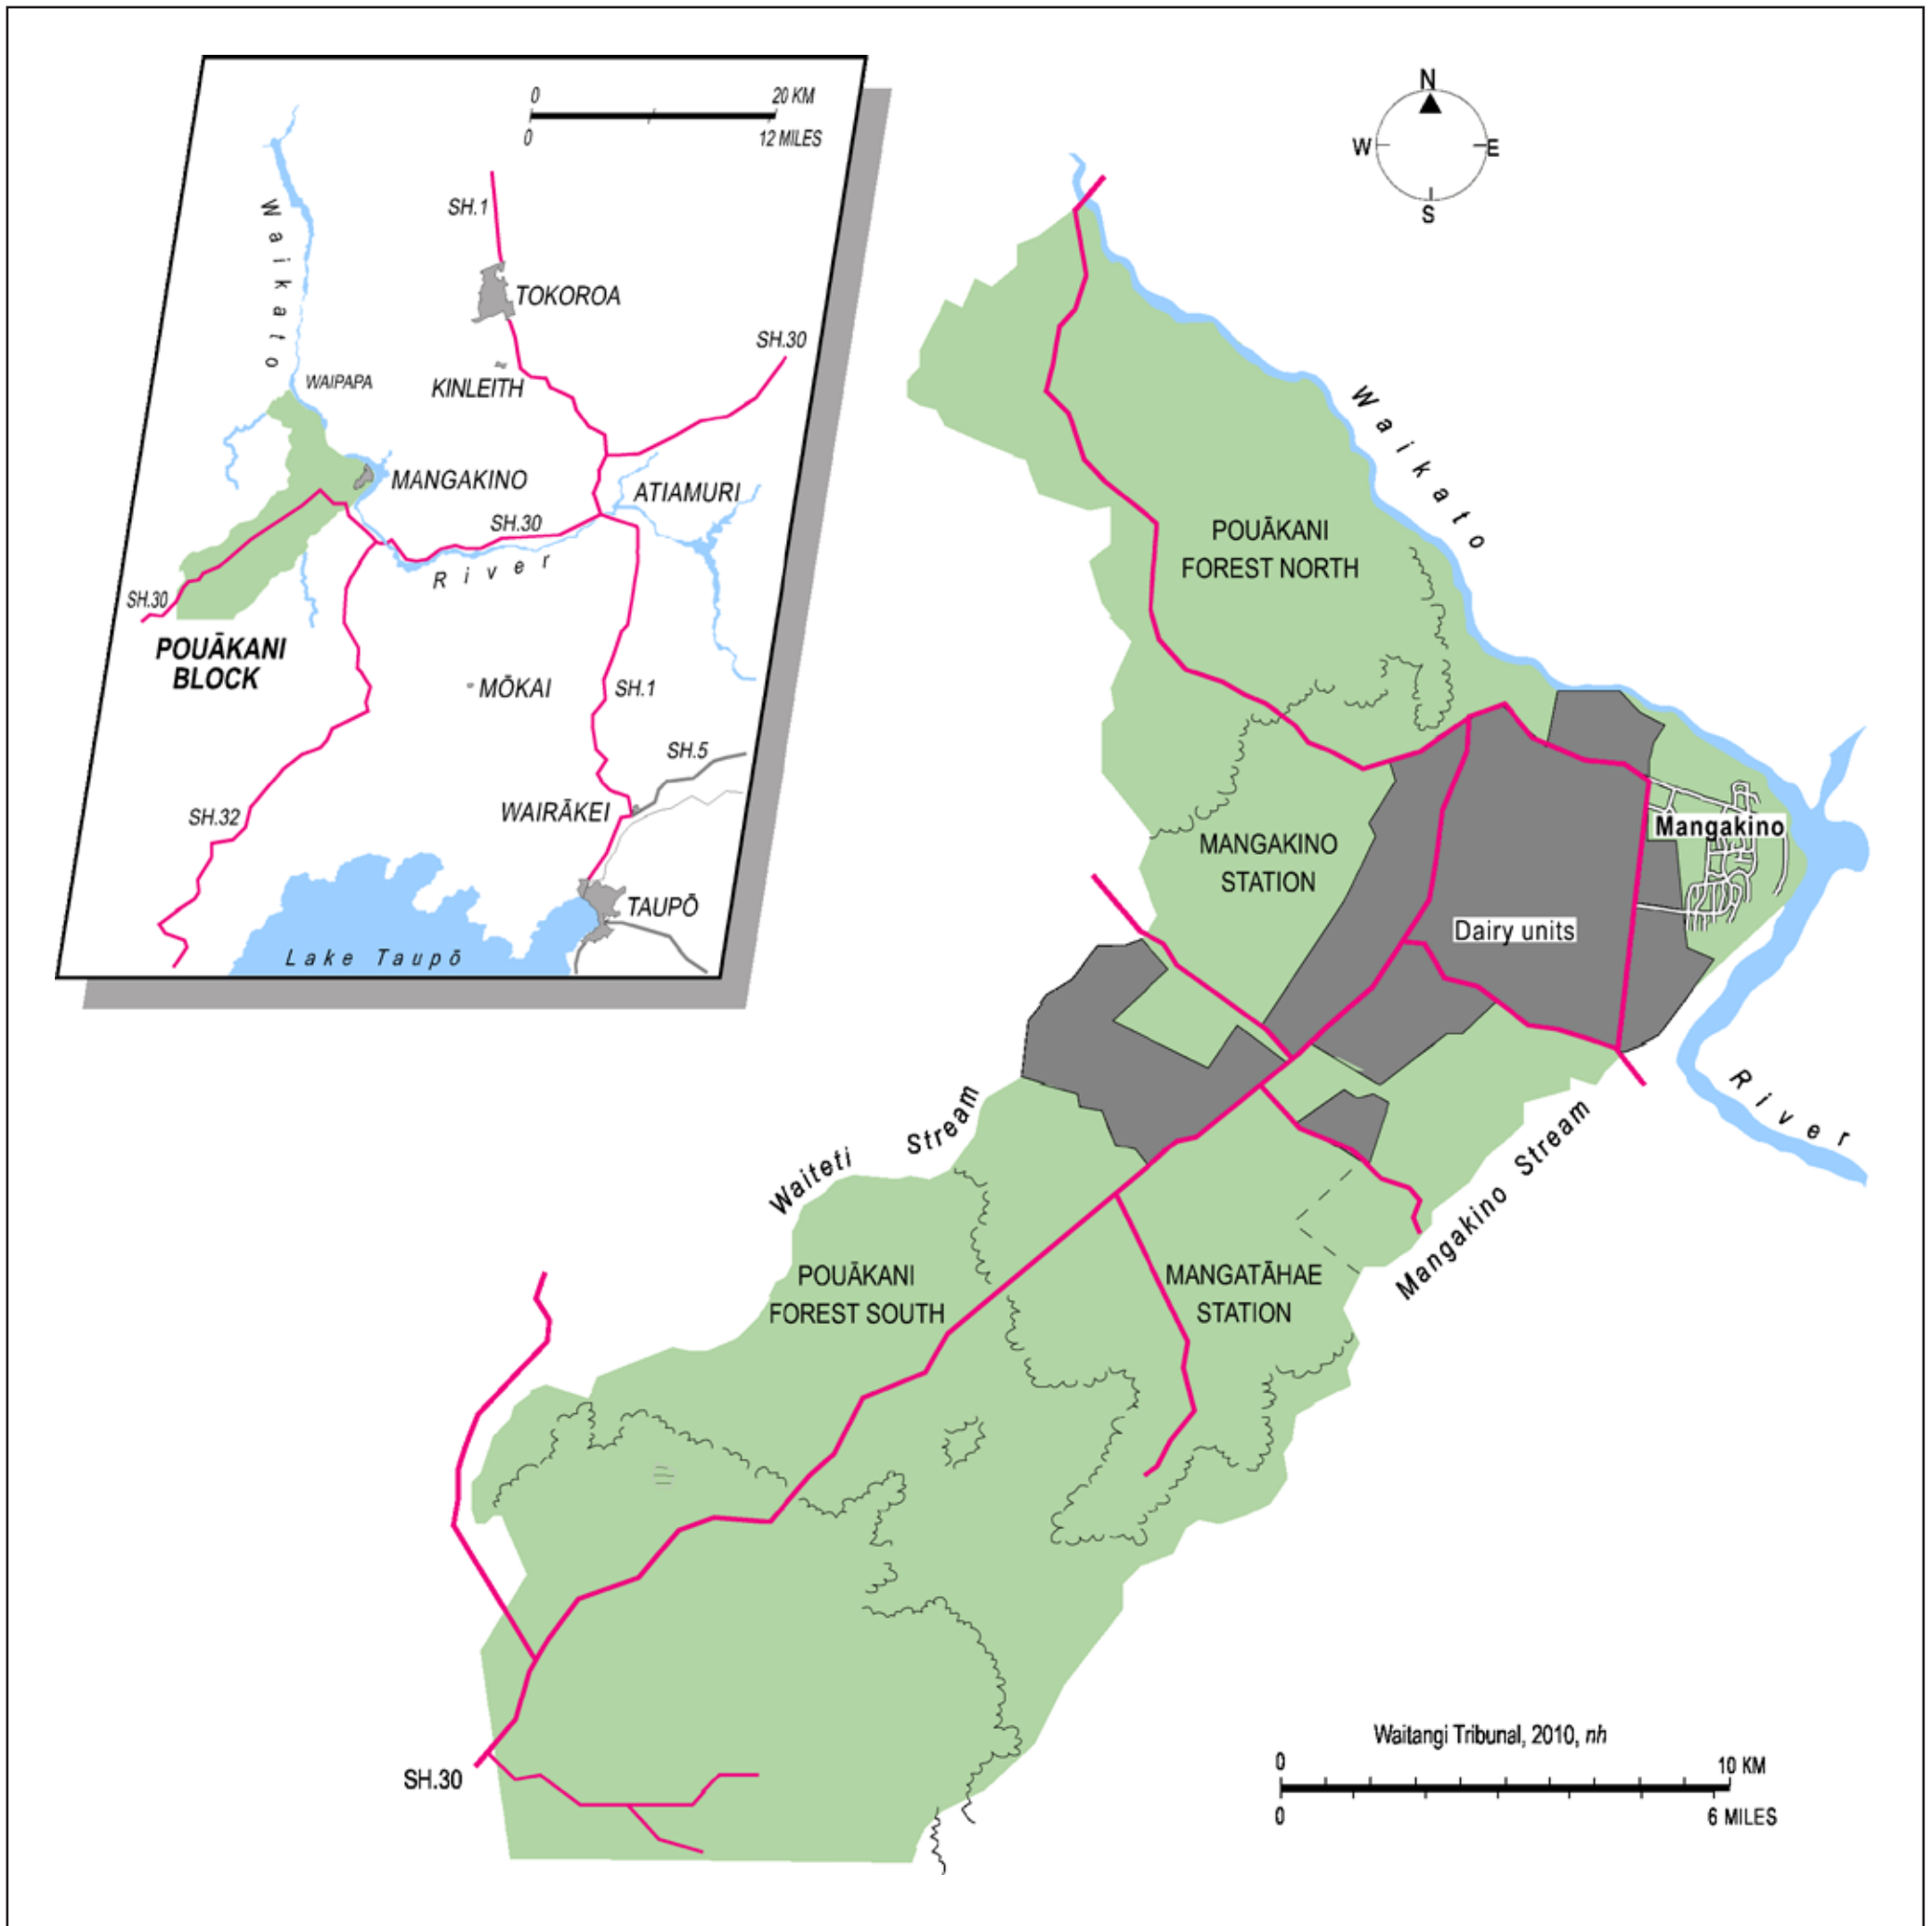 0 20 KM
0 12 MILES
SH.1
Waikato
TOKOROA
SH.30
KINLEITH
WAIPAPA
MANGAKINO
ATIAMURI
SH.30
River
SH.30
POUĀKANI
BLOCK
MŌKAI
SH.1
SH.5
WAIRĀKEI
SH.32
TAUPŌ
Lake Taupō
N
W E
S
Waikato
POUĀKANI
FOREST NORTH
Mangakino
MANGAKINO
STATION
Dairy units
River
Waiteti Stream
Mangakino Stream
POUĀKANI
FOREST SOUTH
MANGATĀHAE
STATION
SH.30
Waitangi Tribunal, 2010, nh
0 10 KM
0 6 MILES